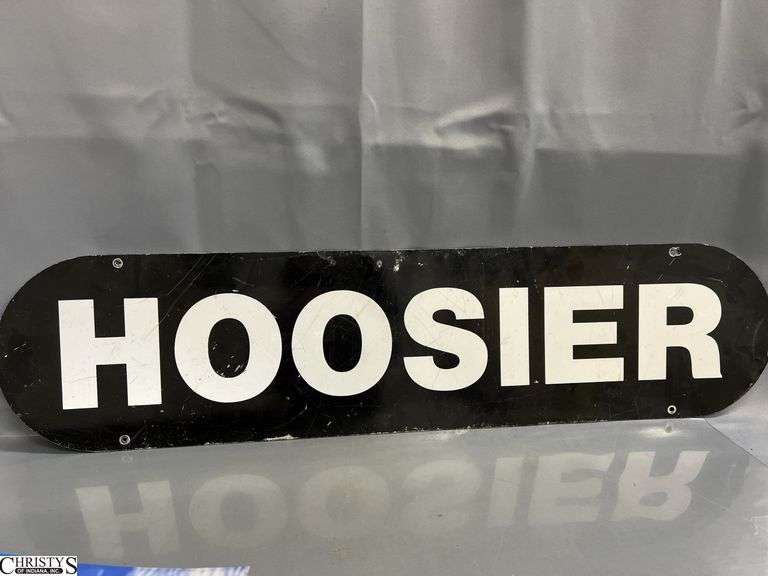 HOOSIER
CHRISTY'S
OF INDIANA, INC.